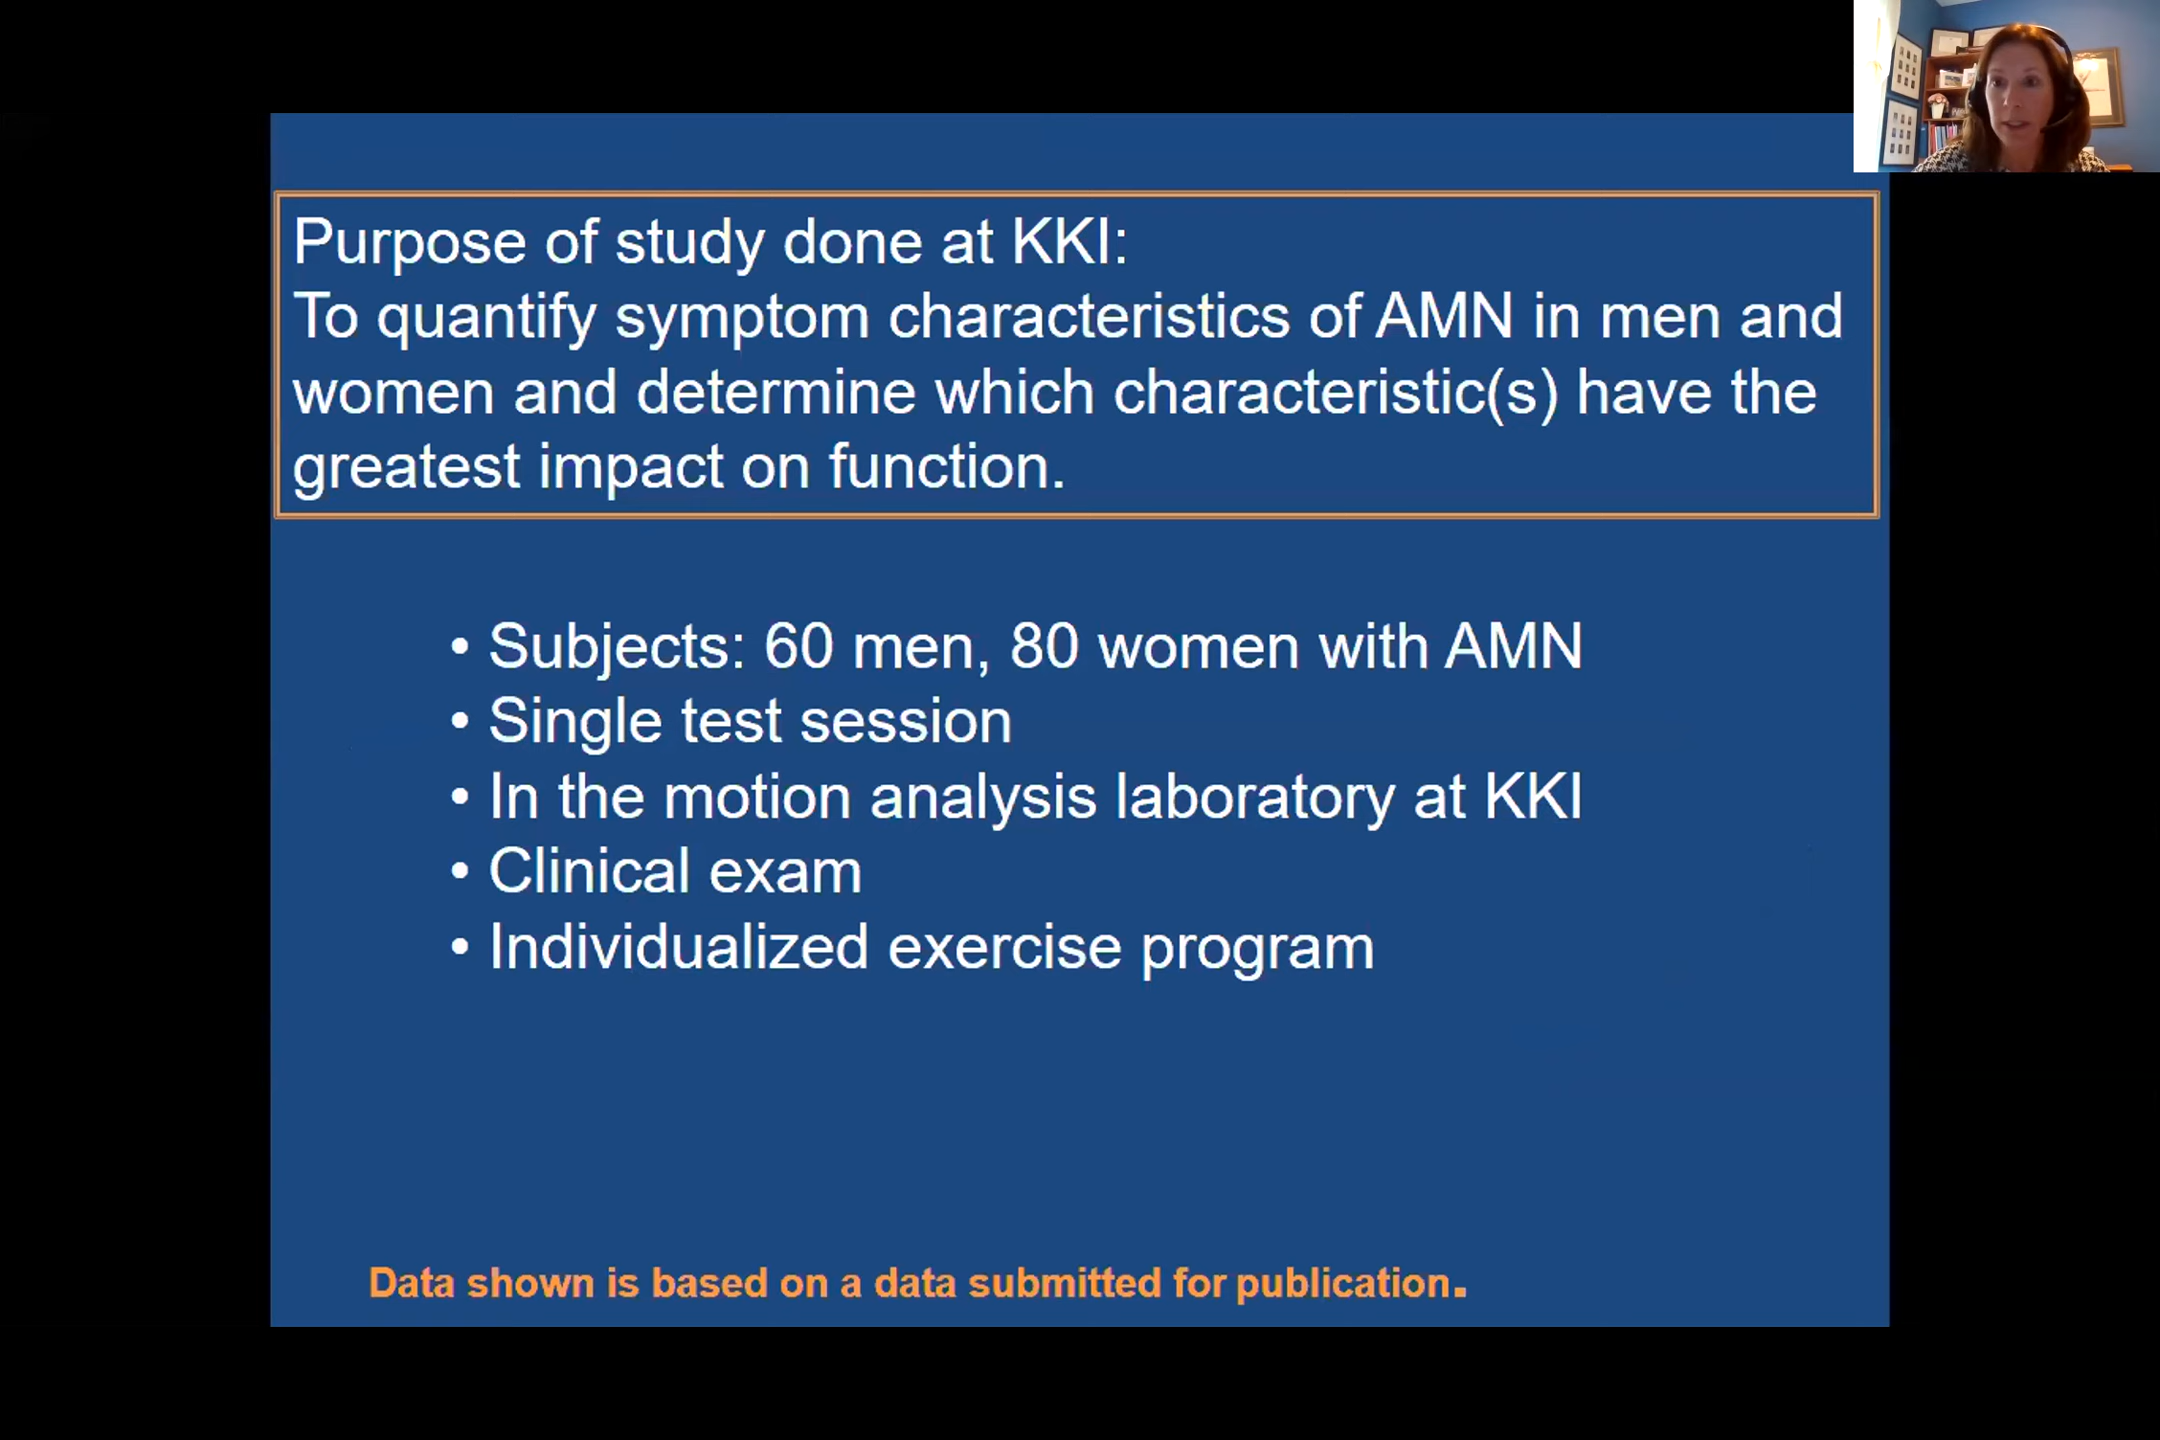 Purpose of study done at KKI:
To quantify symptom characteristics of AMN in men and
women and determine which characteristic(s) have the
greatest impact on function.
• Subjects: 60 men, 80 women with AMN
• Single test session
• In the motion analysis laboratory at KKI
• Clinical exam
• Individualized exercise program
Data shown is based on a data submitted for publication.